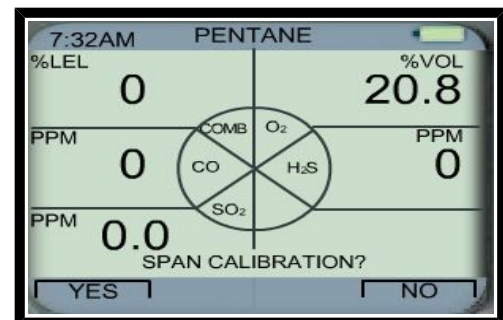 7:32AM PENTANE
%LEL %VOL
0 20.8
COMB O₂
PPM PPM
0 CO H₂S 0
SO₂
PPM 0.0
SPAN CALIBRATION?
YES NO